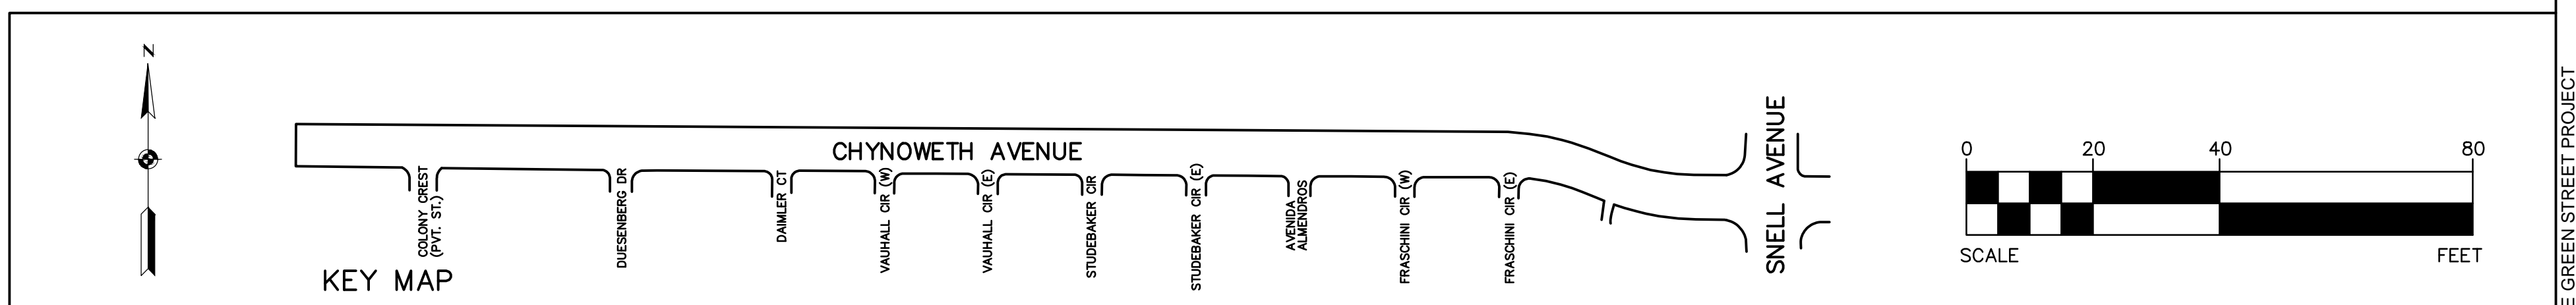 N
CHYNOWETH AVENUE
COLONY CREST
(PVT. ST.)
DUESENBERG DR
DAIMLER CT
VAUHALL CIR (W)
VAUHALL CIR (E)
STUDEBAKER CIR
STUDEBAKER CIR (E)
AVENIDA
ALMENDROS
FRASCHINI CIR (W)
FRASCHINI CIR (E)
SNELL AVENUE
KEY MAP
0 20 40 80
SCALE FEET
GREEN STREET PROJECT